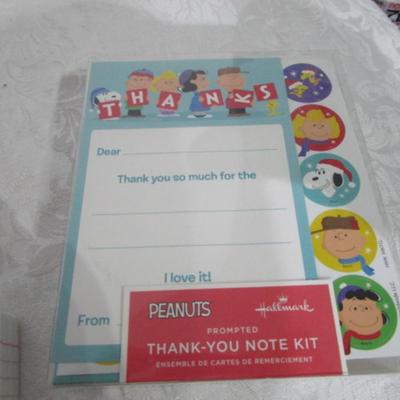 THANKS
Dear
Thank you so much for the
I love it!
From
PEANUTS
Hallmark
PROMPTED
THANK-YOU NOTE KIT
ENSEMBLE DE CARTES DE REMERCIEMENT